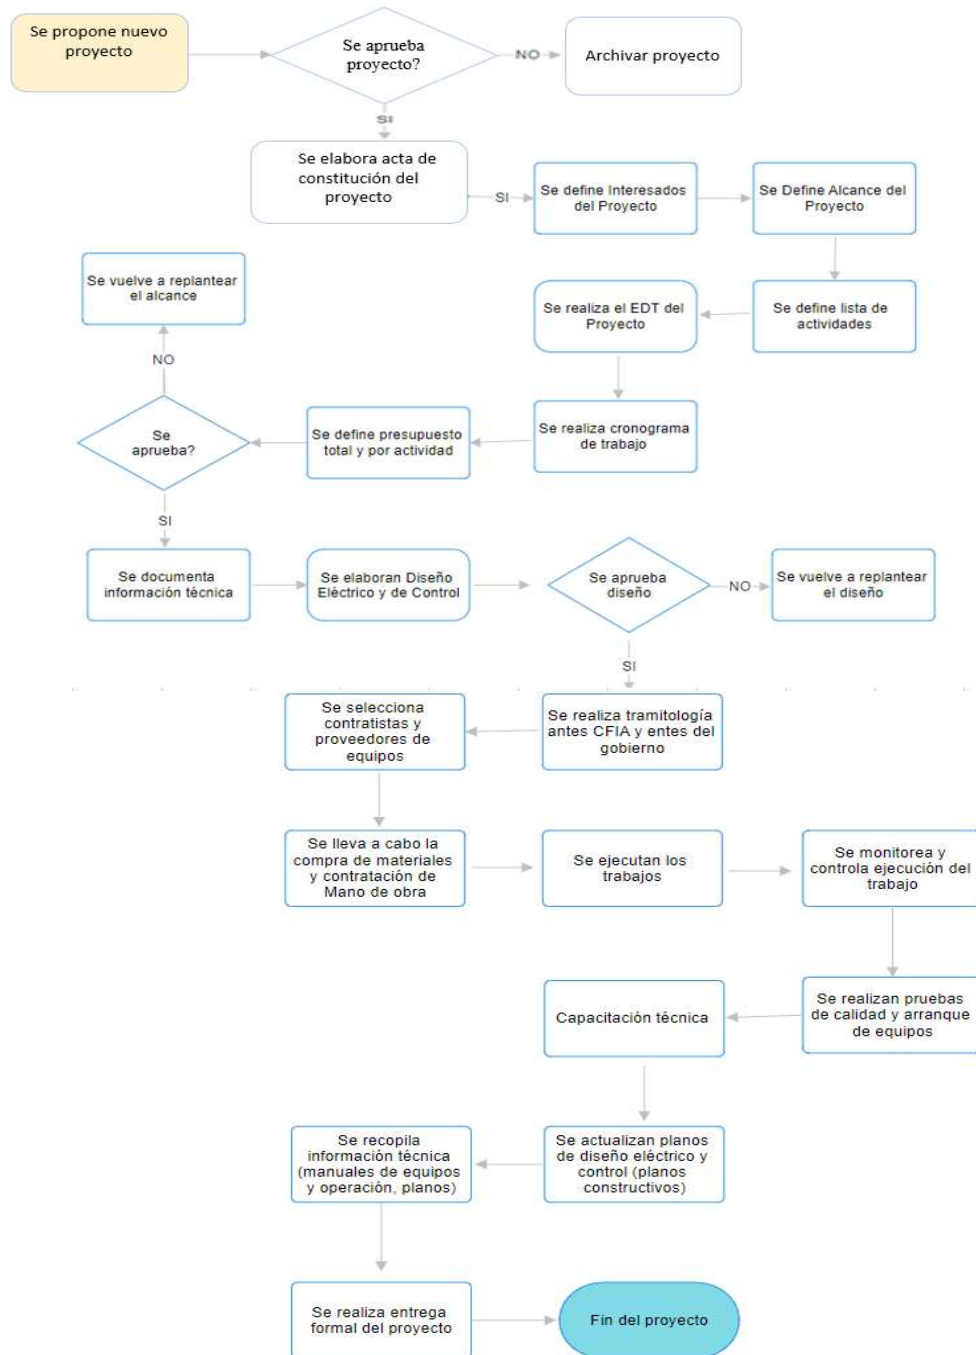 Se propone nuevo
proyecto
Se aprueba
proyecto?
NO
Archivar proyecto
SI
Se elabora acta de
constitución del
proyecto
SI
Se define Interesados
del Proyecto
Se Define Alcance del
Proyecto
Se vuelve a replantear
el alcance
Se realiza el EDT del
Proyecto
Se define lista de
actividades
NO
Se
aprueba?
Se define presupuesto
total y por actividad
Se realiza cronograma
de trabajo
SI
Se documenta
información técnica
Se elaboran Diseño
Eléctrico y de Control
Se aprueba
diseño
NO
Se vuelve a replantear
el diseño
SI
Se selecciona
contratistas y
proveedores de
equipos
Se realiza tramitología
antes CFIA y entes del
gobierno
Se lleva a cabo la
compra de materiales
y contratación de
Mano de obra
Se ejecutan los
trabajos
Se monitorea y
controla ejecución del
trabajo
Capacitación técnica
Se realizan pruebas
de calidad y arranque
de equipos
Se recopila
información técnica
(manuales de equipos
y operación, planos)
Se actualizan planos
de diseño eléctrico y
control (planos
constructivos)
Se realiza entrega
formal del proyecto
Fin del proyecto